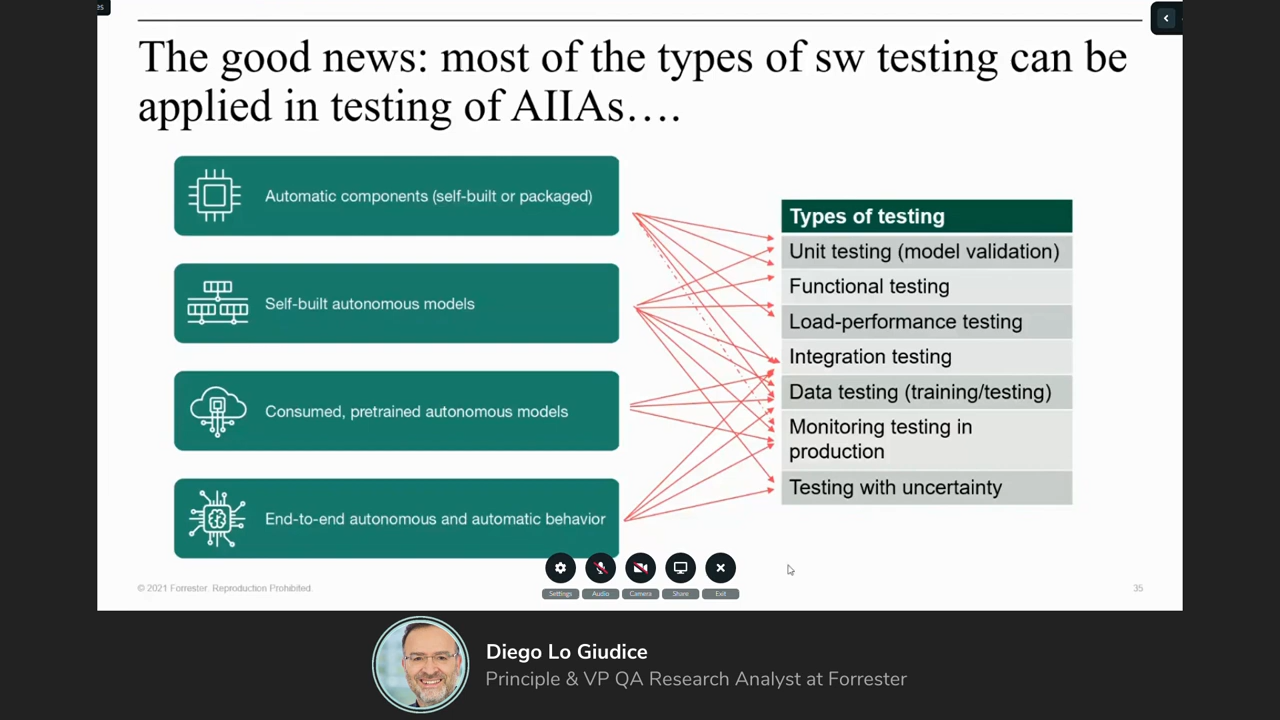 es
The good news: most of the types of sw testing can be
applied in testing of AIIAs….
Automatic components (self-built or packaged)
Self-built autonomous models
Consumed, pretrained autonomous models
End-to-end autonomous and automatic behavior
Types of testing
Unit testing (model validation)
Functional testing
Load-performance testing
Integration testing
Data testing (training/testing)
Monitoring testing in
production
Testing with uncertainty
Settings
Audio
Camera
Share
Exit
© 2021 Forrester. Reproduction Prohibited.
35
Diego Lo Giudice
Principle & VP QA Research Analyst at Forrester